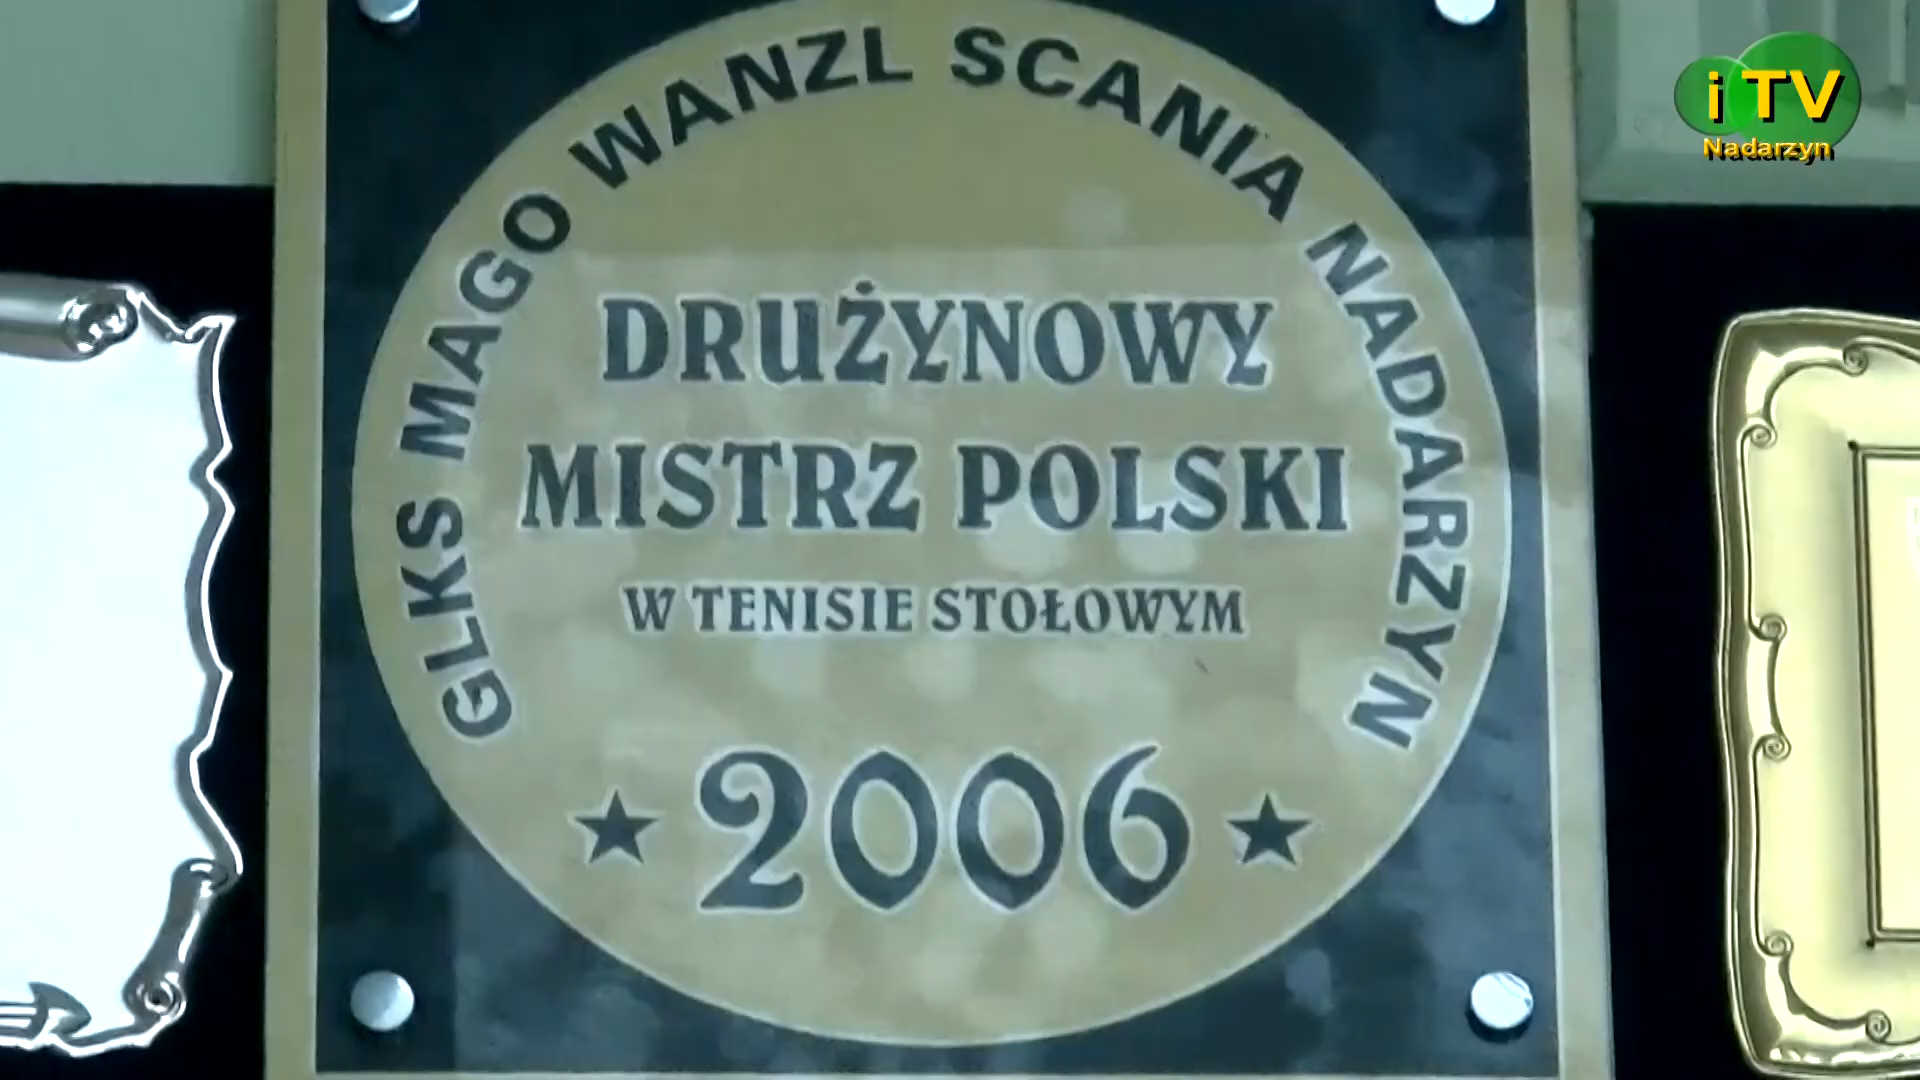 GLKS MAGO WANZL SCANIA NADARZYN
DRUŻYNOWY
MISTRZ POLSKI
W TENISIE STOŁOWYM
★ 2006 ★
i TV
Nadarzyn